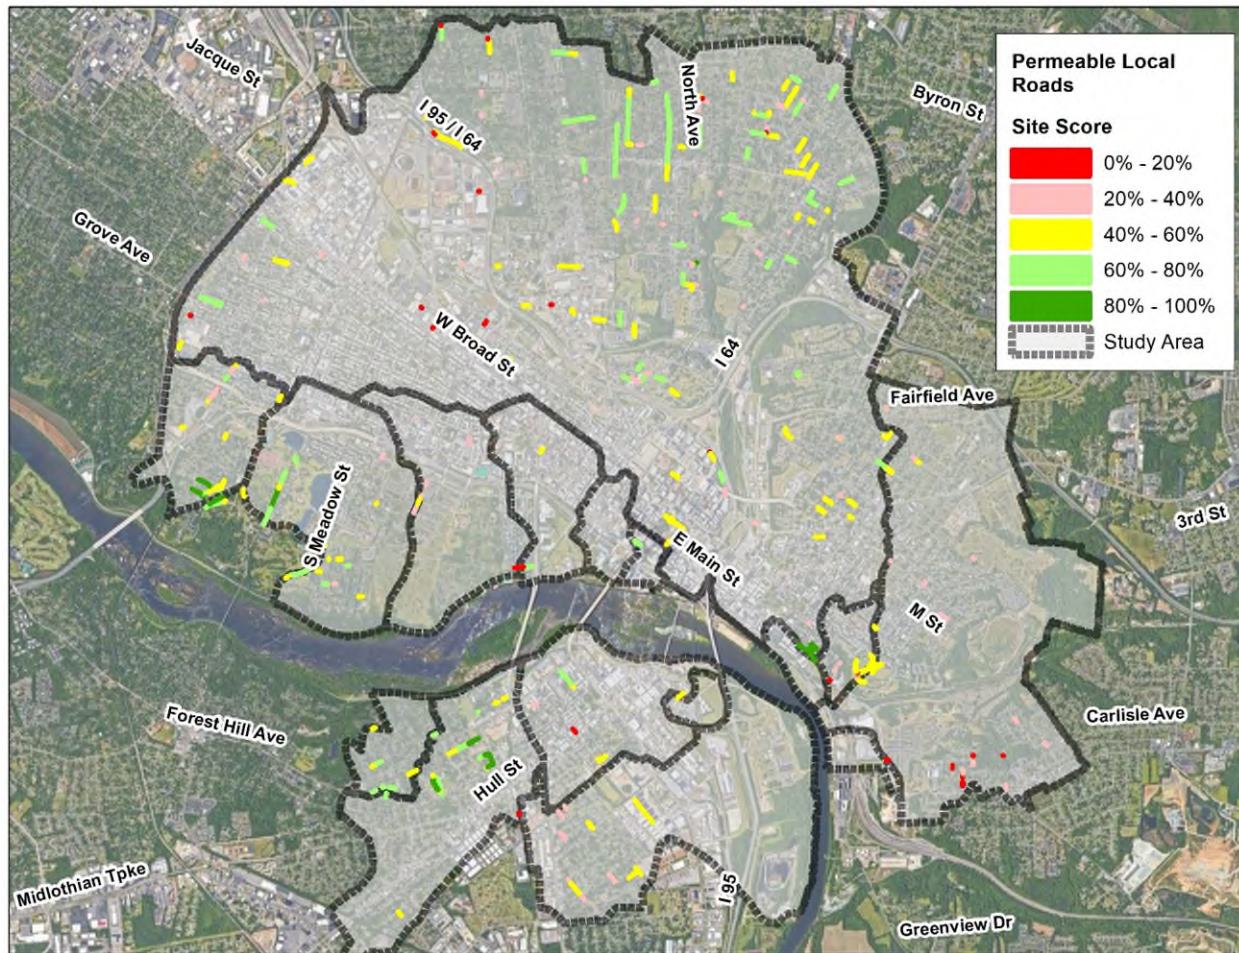 Jacque St
North Ave
Byron St
I 95 / I 64
Grove Ave
W Broad St
I 64
Fairfield Ave
S Meadow St
3rd St
E Main St
M St
Forest Hill Ave
Carlisle Ave
Hull St
Midlothian Tpke
I 95
Greenview Dr
Permeable Local
Roads
Site Score
0% - 20%
20% - 40%
40% - 60%
60% - 80%
80% - 100%
Study Area